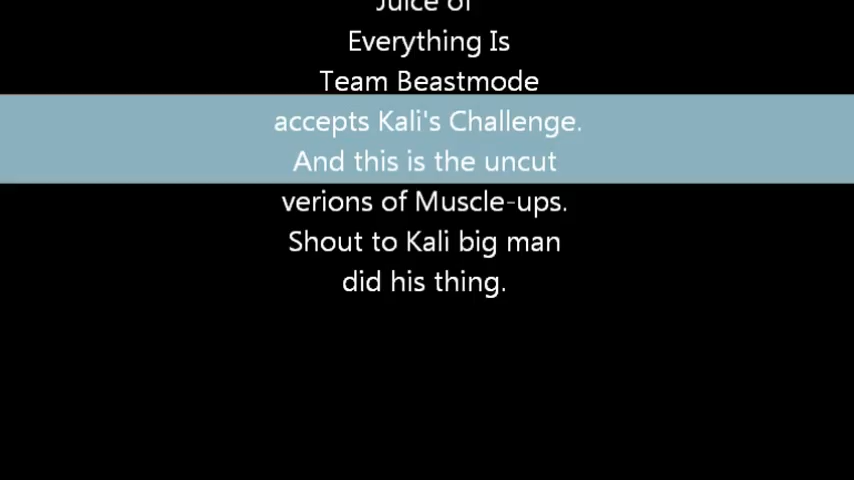 Juice of
Everything Is
Team Beastmode
accepts Kali's Challenge.
And this is the uncut
verions of Muscle-ups.
Shout to Kali big man
did his thing.